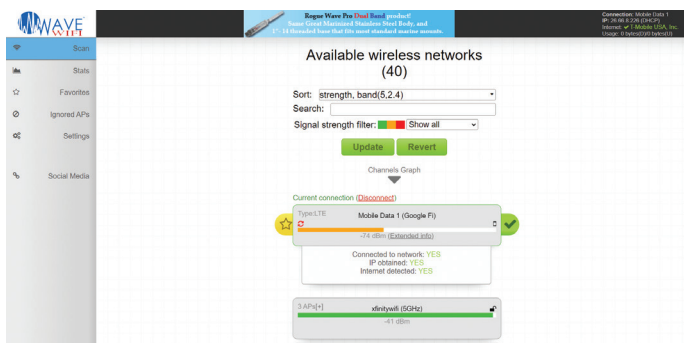 WAVE
WIFI
Rogue Wave Pro Dual Band product!
Same Great Marinized Stainless Steel Body, and
1"- 14 threaded base that fits most standard marine mounts.
Connection: Mobile Data 1
IP: 26.66.8.226 (DHCP)
Internet: ✔ T-Mobile USA, Inc.
Usage: 0 bytes(D)/0 bytes(U)
Scan
Stats
Favorites
Ignored APs
Settings
Social Media
Available wireless networks
(40)
Sort: strength, band(5,2.4)
Search:
Signal strength filter: Show all
Update Revert
Channels Graph
Current connection (Disconnect)
Type:LTE Mobile Data 1 (Google Fi)
-74 dBm (Extended info)
Connected to network: YES
IP obtained: YES
Internet detected: YES
3 APs[+] xfinitywifi (5GHz)
-41 dBm